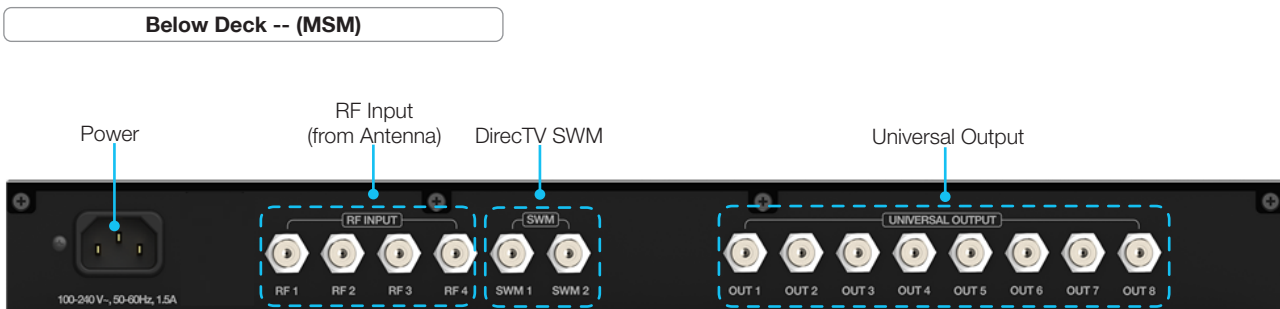 Below Deck -- (MSM)
RF Input
(from Antenna)
Power
DirecTV SWM
Universal Output
RF INPUT
SWM
UNIVERSAL OUTPUT
RF 1 RF 2 RF 3 RF 4 SWM 1 SWM 2 OUT 1 OUT 2 OUT 3 OUT 4 OUT 5 OUT 6 OUT 7 OUT 8
100-240 V~, 50-60Hz, 1.5A